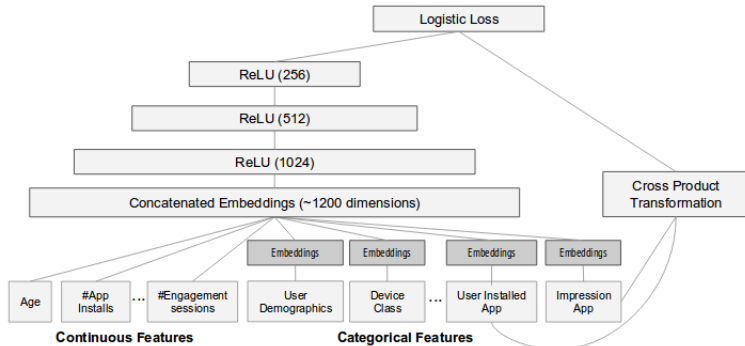 Logistic Loss
ReLU (256)
ReLU (512)
ReLU (1024)
Concatenated Embeddings (~1200 dimensions)
Cross Product
Transformation
Embeddings
Embeddings
Embeddings
Embeddings
Age
#App
Installs
...
#Engagement
sessions
User
Demographics
Device
Class
...
User Installed
App
Impression
App
Continuous Features
Categorical Features